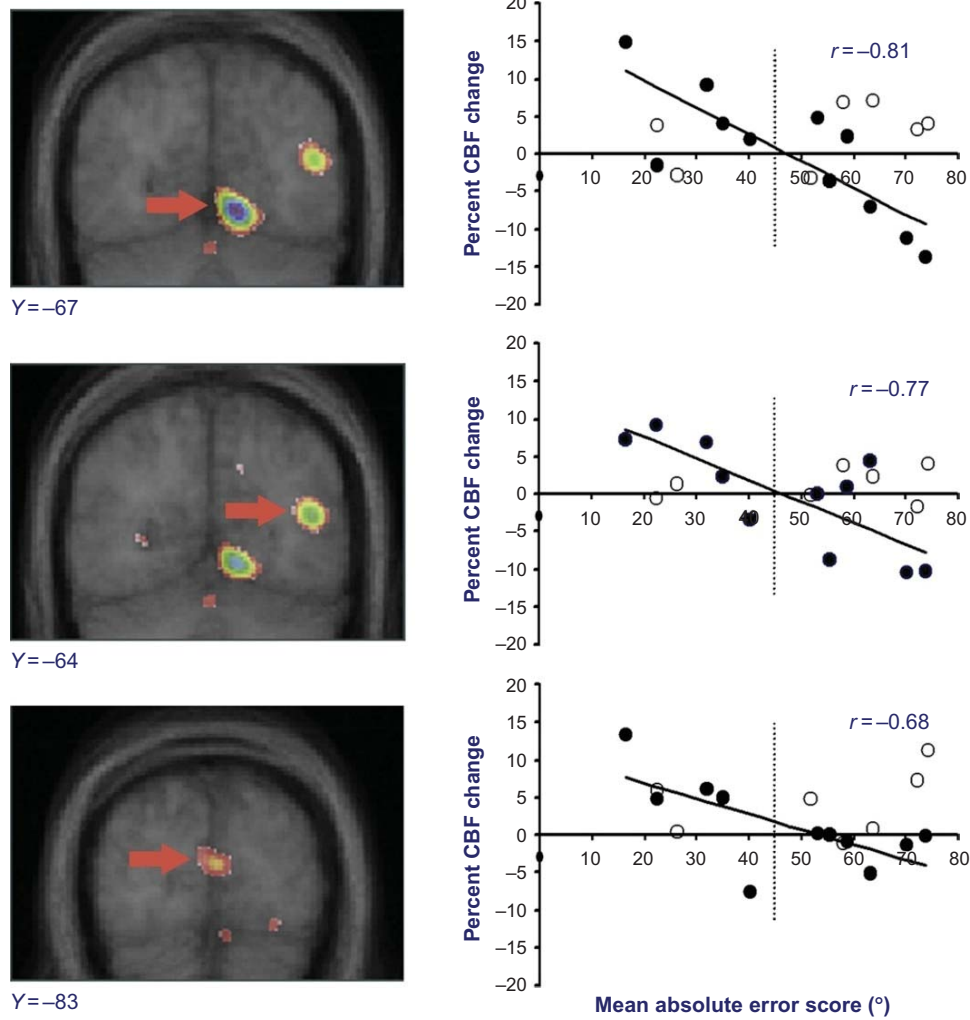 Y=–67
Percent CBF change
20
15
10
5
0
–5
–10
–15
–20
0 10 20 30 40 50 60 70 80
r=–0.81
Y=–64
Percent CBF change
20
15
10
5
0
–5
–10
–15
–20
0 10 20 30 40 50 60 70 80
r=–0.77
Y=–83
Percent CBF change
20
15
10
5
0
–5
–10
–15
–20
0 10 20 30 40 50 60 70 80
r=–0.68
Mean absolute error score (°)